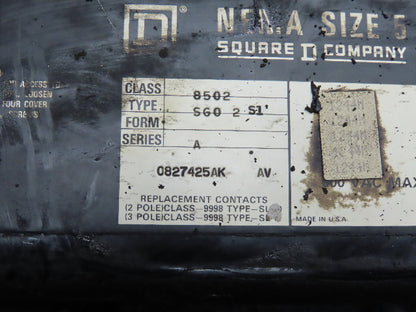 D
NEMA SIZE 5
SQUARE D COMPANY
ACCESS TO
LOOSEN
FOUR COVER
SCREWS
CLASS 8502
TYPE SGO 2 S1
FORM
SERIES A
0827425AK AV
REPLACEMENT CONTACTS
(2 POLE) CLASS 9998 TYPE-SL
(3 POLE) CLASS 9998 TYPE-SL
VAC MAX
MADE IN U.S.A.